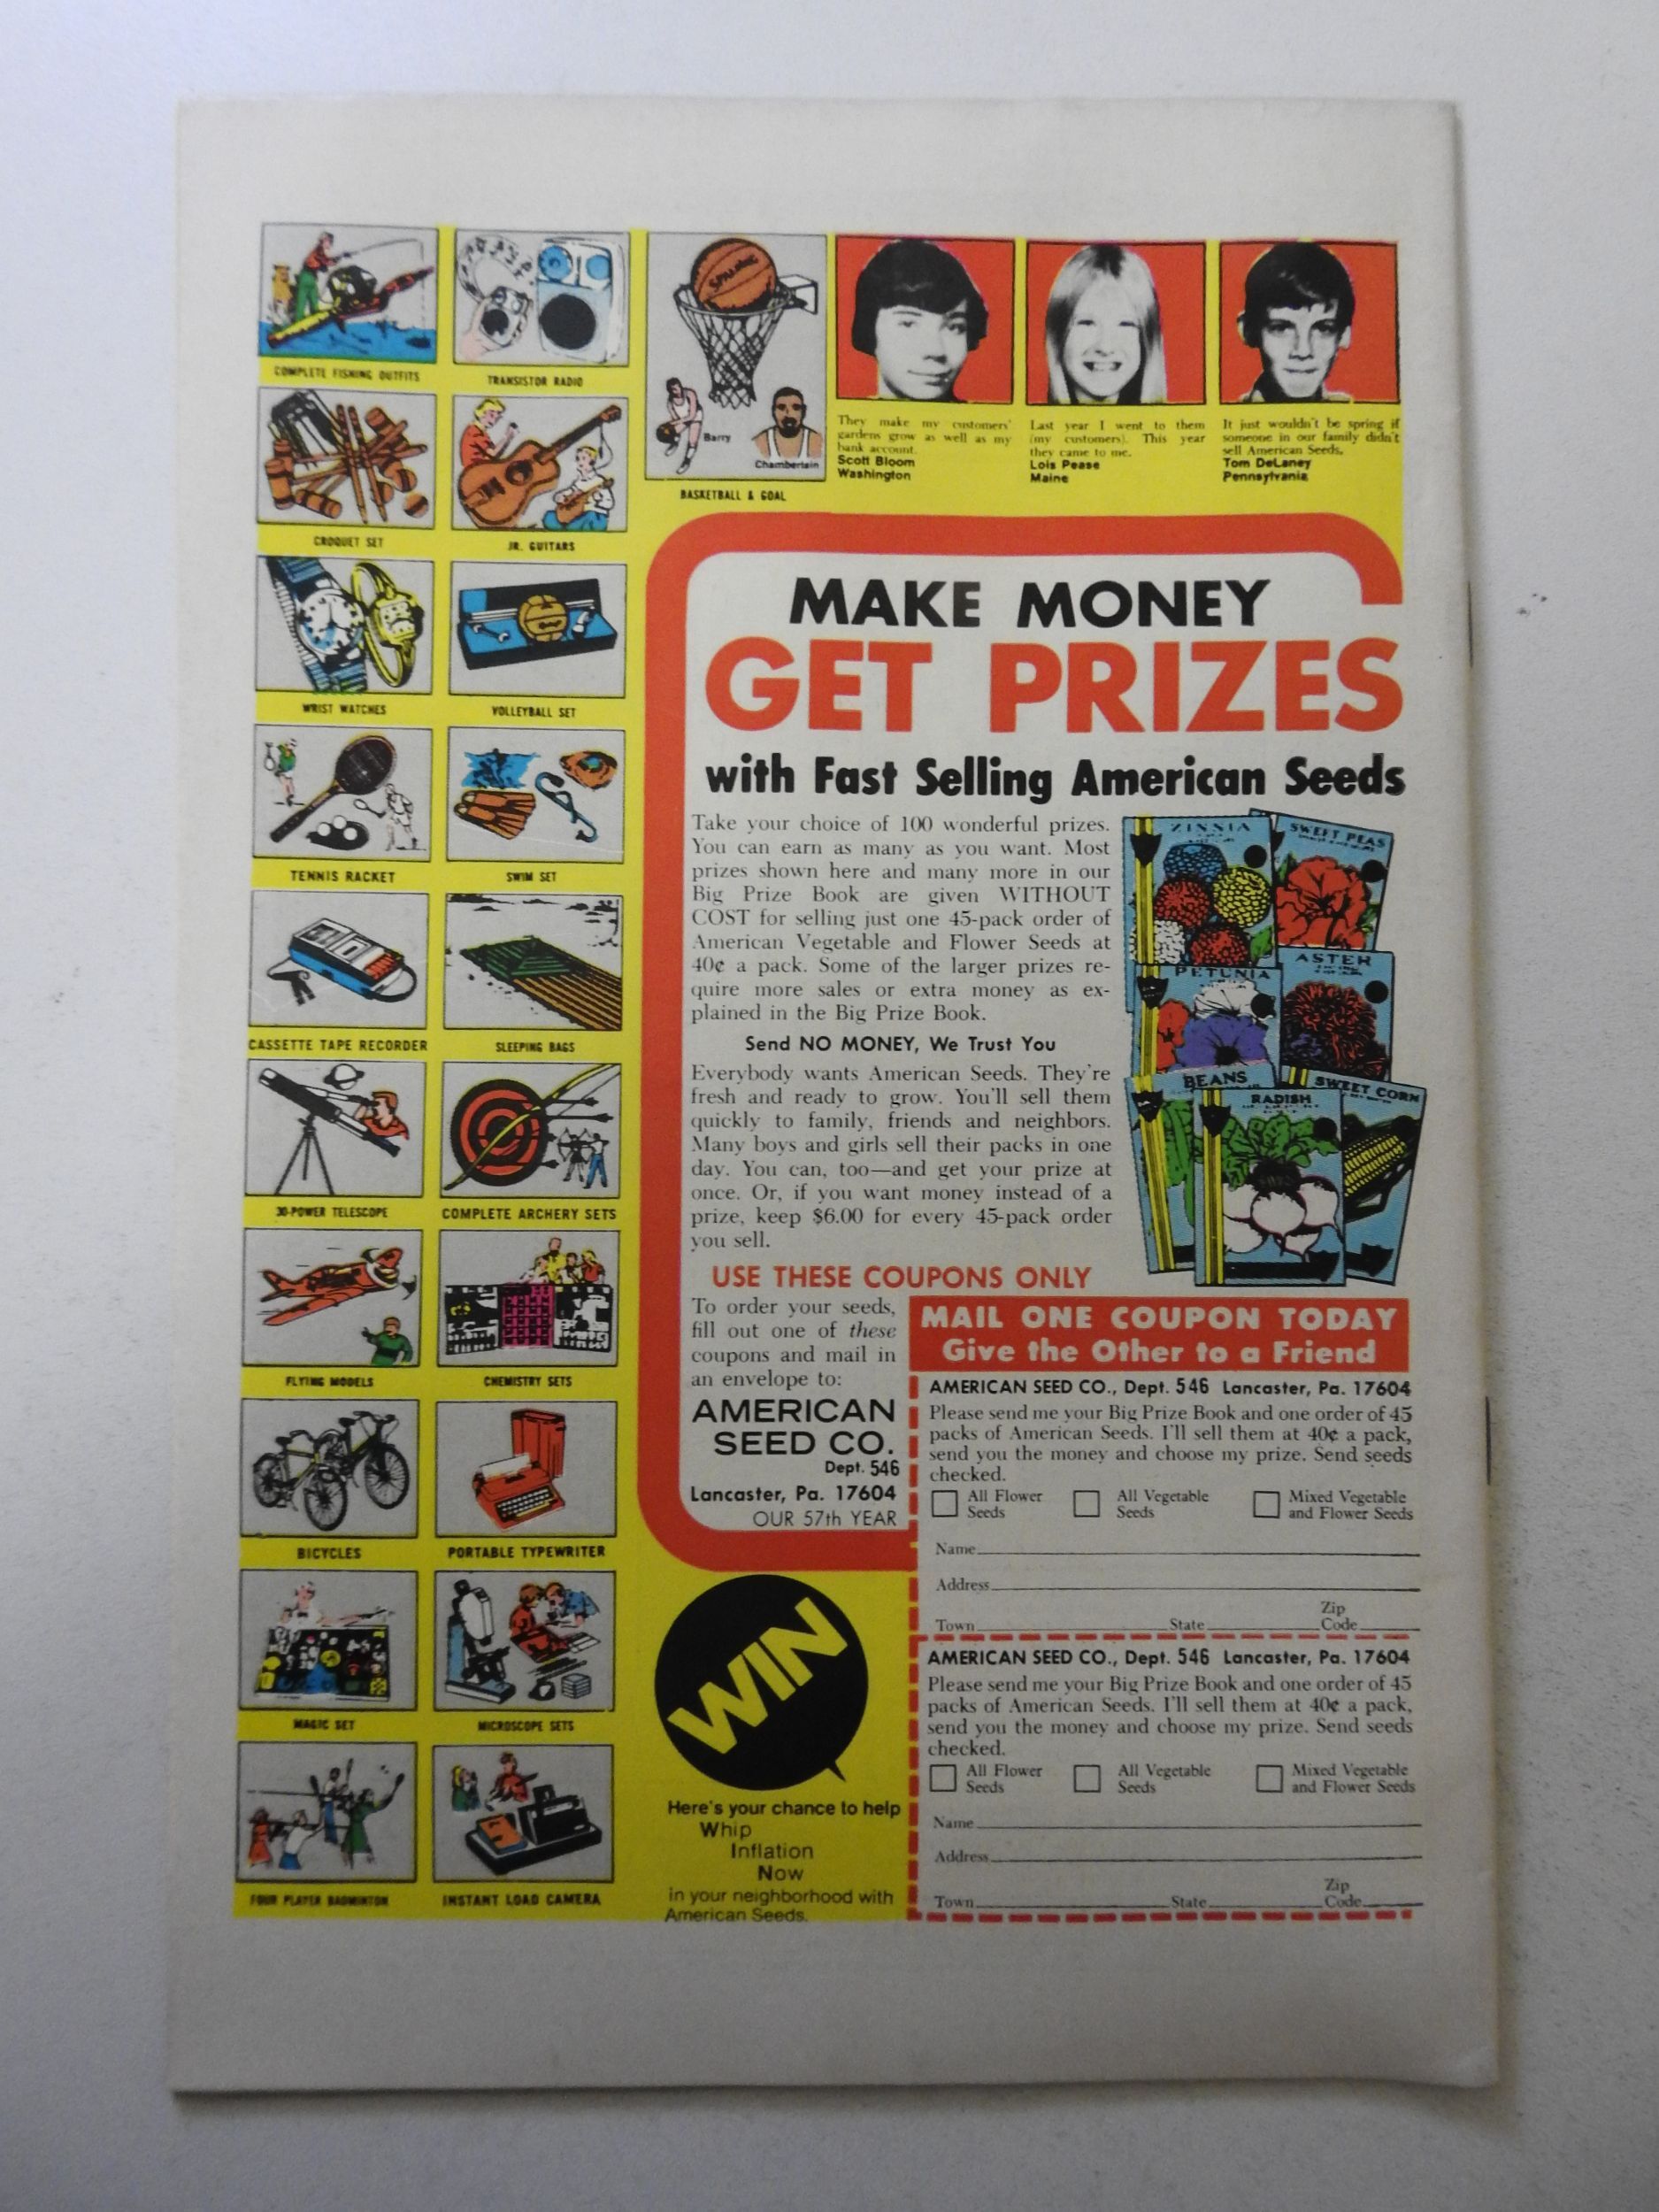 COMPLETE FISHING OUTFITS
TRANSISTOR RADIO
CROQUET SET
JR. GUITARS
WRIST WATCHES
VOLLEYBALL SET
TENNIS RACKET
SWIM SET
CASSETTE TAPE RECORDER
SLEEPING BAGS
30-POWER TELESCOPE
COMPLETE ARCHERY SETS
FLYING MODELS
CHEMISTRY SETS
BICYCLES
PORTABLE TYPEWRITER
MAGIC SET
MICROSCOPE SETS
FOUR PLAYER BADMINTON
INSTANT LOAD CAMERA
SPALDING
Barry
Chamberlain
BASKETBALL & GOAL
They make my customers'
gardens grow as well as my
bank account.
Scott Bloom
Washington
Last year I went to them
(my customers). This year
they came to me.
Lois Pease
Maine
It just wouldn't be spring if
someone in our family didn't
sell American Seeds.
Tom DeLaney
Pennsylvania
MAKE MONEY
GET PRIZES
with Fast Selling American Seeds
Take your choice of 100 wonderful prizes.
You can earn as many as you want. Most
prizes shown here and many more in our
Big Prize Book are given WITHOUT
COST for selling just one 45-pack order of
American Vegetable and Flower Seeds at
40¢ a pack. Some of the larger prizes re-
quire more sales or extra money as ex-
plained in the Big Prize Book.
Send NO MONEY, We Trust You
Everybody wants American Seeds. They're
fresh and ready to grow. You'll sell them
quickly to family, friends and neighbors.
Many boys and girls sell their packs in one
day. You can, too—and get your prize at
once. Or, if you want money instead of a
prize, keep $6.00 for every 45-pack order
you sell.
ZINNIA
SWEET PEAS
PETUNIA
ASTER
BEANS
RADISH
SWEET CORN
USE THESE COUPONS ONLY
To order your seeds,
fill out one of these
coupons and mail in
an envelope to:
AMERICAN
SEED CO.
Dept. 546
Lancaster, Pa. 17604
OUR 57th YEAR
MAIL ONE COUPON TODAY
Give the Other to a Friend
AMERICAN SEED CO., Dept. 546 Lancaster, Pa. 17604
Please send me your Big Prize Book and one order of 45
packs of American Seeds. I'll sell them at 40¢ a pack,
send you the money and choose my prize. Send seeds
checked.
All Flower Seeds
All Vegetable Seeds
Mixed Vegetable and Flower Seeds
Name
Address
Town State Zip Code
AMERICAN SEED CO., Dept. 546 Lancaster, Pa. 17604
Please send me your Big Prize Book and one order of 45
packs of American Seeds. I'll sell them at 40¢ a pack,
send you the money and choose my prize. Send seeds
checked.
All Flower Seeds
All Vegetable Seeds
Mixed Vegetable and Flower Seeds
Name
Address
Town State Zip Code
WIN
Here's your chance to help
Whip
Inflation
Now
in your neighborhood with
American Seeds.